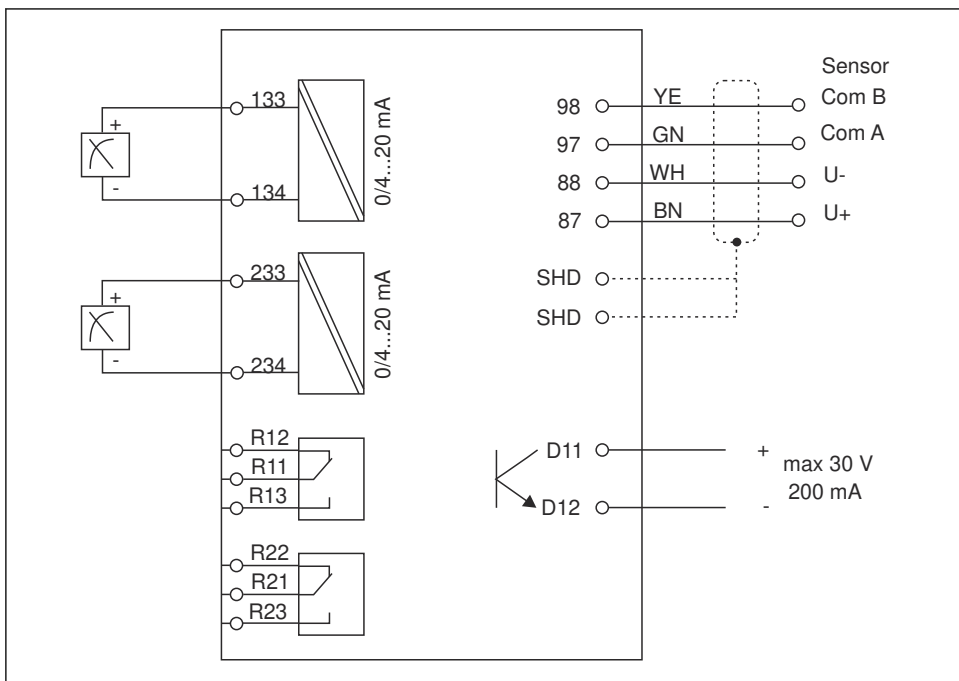 133
+
0/4...20 mA
-
134
233
+
0/4...20 mA
-
234
R12
R11
R13
R22
R21
R23
Sensor
98 YE Com B
97 GN Com A
88 WH U-
87 BN U+
SHD
SHD
D11 +
max 30 V
200 mA
D12 -